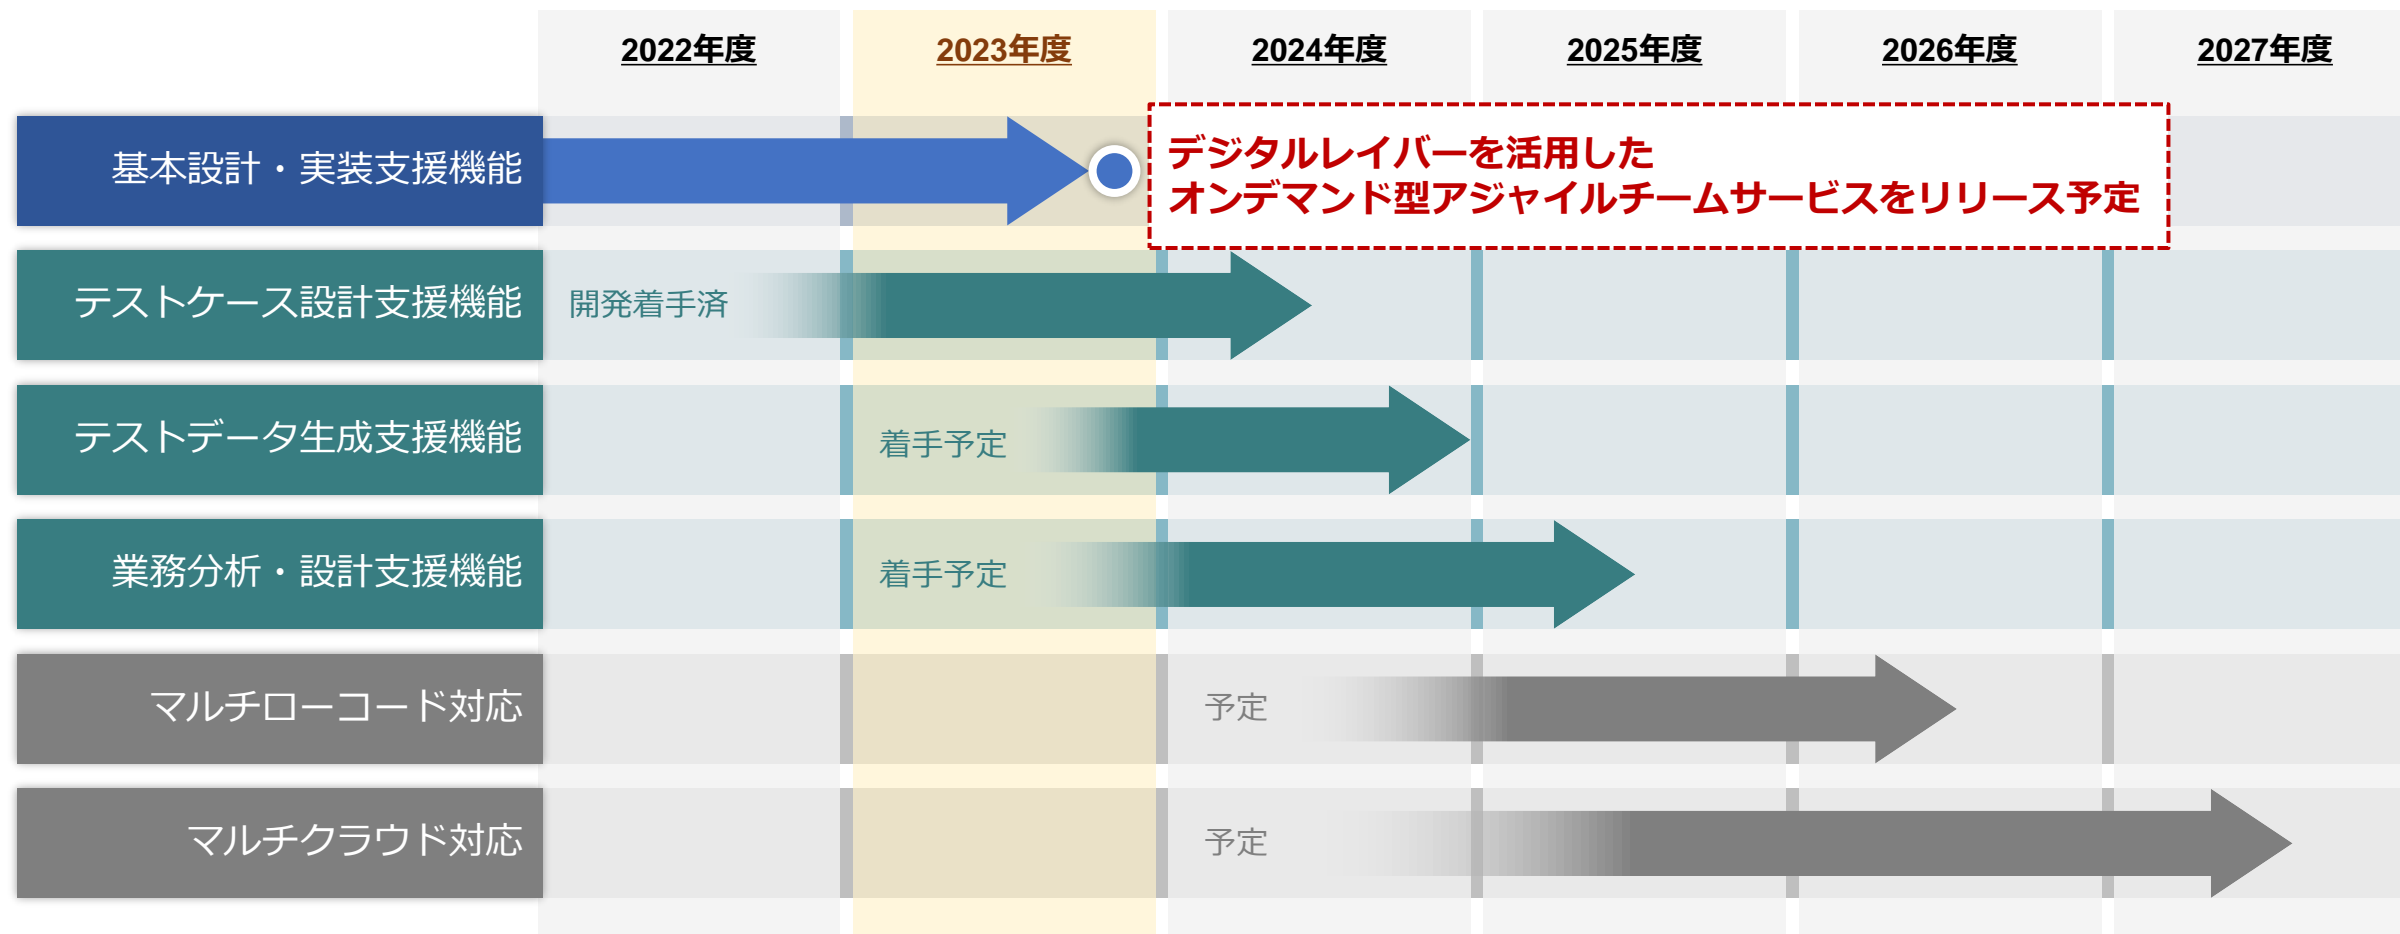 2022年度
2023年度
2024年度
2025年度
2026年度
2027年度
基本設計・実装支援機能
デジタルレイバーを活用した
オンデマンド型アジャイルチームサービスをリリース予定
テストケース設計支援機能
開発着手済
テストデータ生成支援機能
着手予定
業務分析・設計支援機能
着手予定
マルチローコード対応
予定
マルチクラウド対応
予定